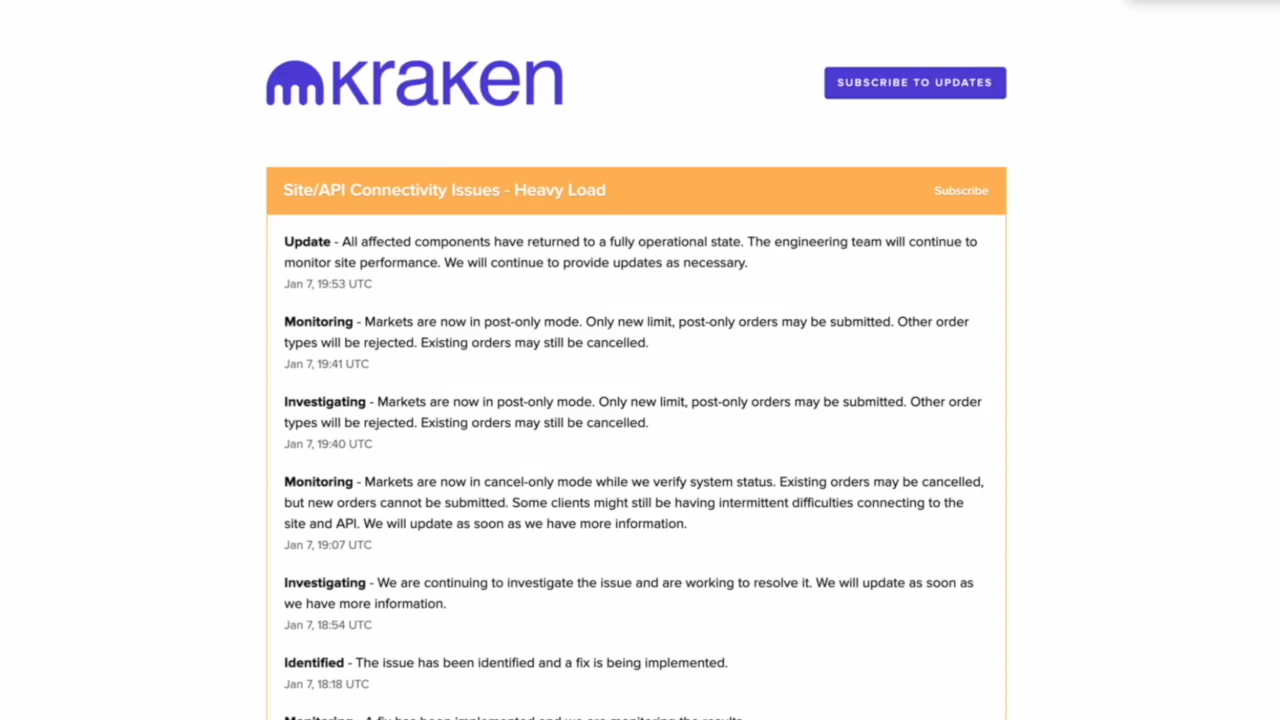 kraken
SUBSCRIBE TO UPDATES
Site/API Connectivity Issues - Heavy Load
Subscribe
Update - All affected components have returned to a fully operational state. The engineering team will continue to
monitor site performance. We will continue to provide updates as necessary.
Jan 7, 19:53 UTC
Monitoring - Markets are now in post-only mode. Only new limit, post-only orders may be submitted. Other order
types will be rejected. Existing orders may still be cancelled.
Jan 7, 19:41 UTC
Investigating - Markets are now in post-only mode. Only new limit, post-only orders may be submitted. Other order
types will be rejected. Existing orders may still be cancelled.
Jan 7, 19:40 UTC
Monitoring - Markets are now in cancel-only mode while we verify system status. Existing orders may be cancelled,
but new orders cannot be submitted. Some clients might still be having intermittent difficulties connecting to the
site and API. We will update as soon as we have more information.
Jan 7, 19:07 UTC
Investigating - We are continuing to investigate the issue and are working to resolve it. We will update as soon as
we have more information.
Jan 7, 18:54 UTC
Identified - The issue has been identified and a fix is being implemented.
Jan 7, 18:18 UTC
Monitoring - A fix has been implemented and we are monitoring the results.